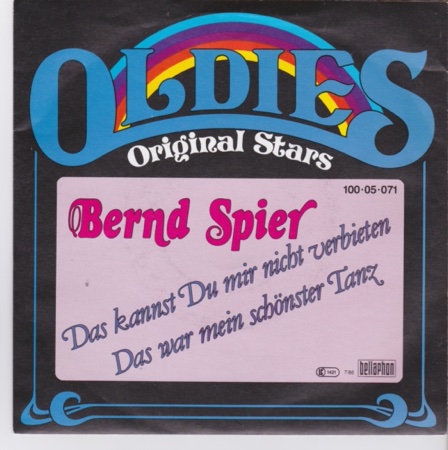 OLDIES
Original Stars
100·05·071
Bernd Spier
Das kannst Du mir nicht verbieten
Das war mein schönster Tanz
bellaphon